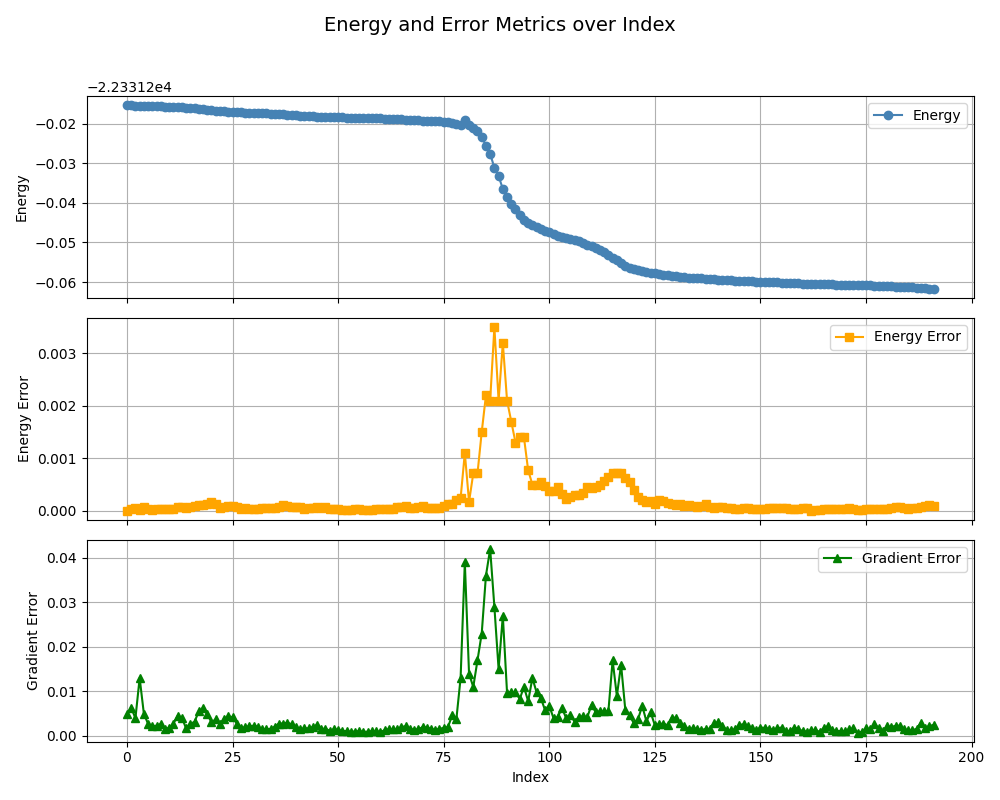 Energy and Error Metrics over Index
−2.23312e4
−0.02
−0.03
−0.04
−0.05
−0.06
Energy
Energy
0.003
0.002
0.001
0.000
Energy Error
Energy Error
0.04
0.03
0.02
0.01
0.00
Gradient Error
Gradient Error
0 25 50 75 100 125 150 175 200
Index